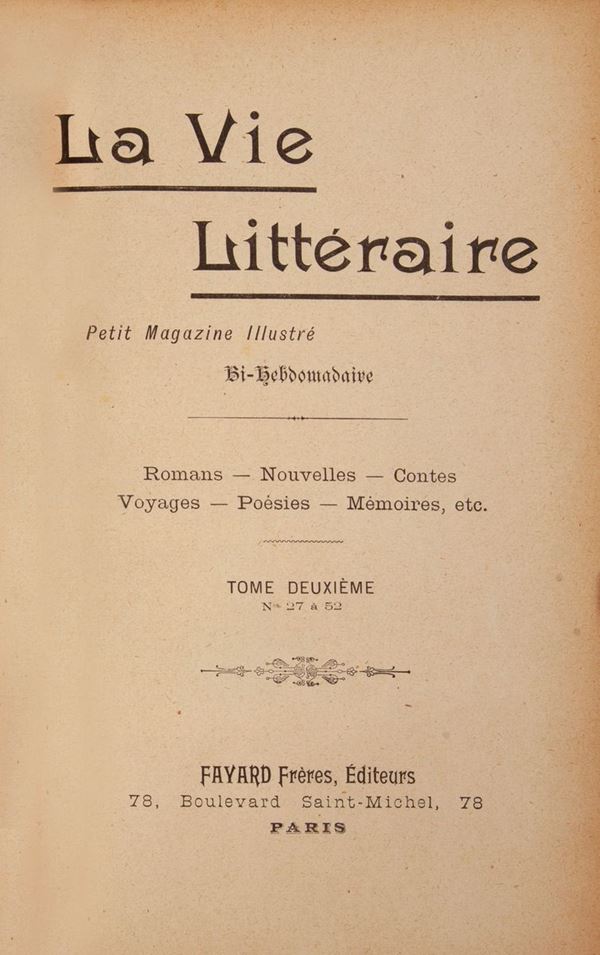 La Vie
Littéraire
Petit Magazine Illustré
Bi-Hebdomadaire
Romans — Nouvelles — Contes
Voyages — Poésies — Mémoires, etc.
TOME DEUXIÈME
Nos 27 à 52
FAYARD Frères, Éditeurs
78, Boulevard Saint-Michel, 78
PARIS